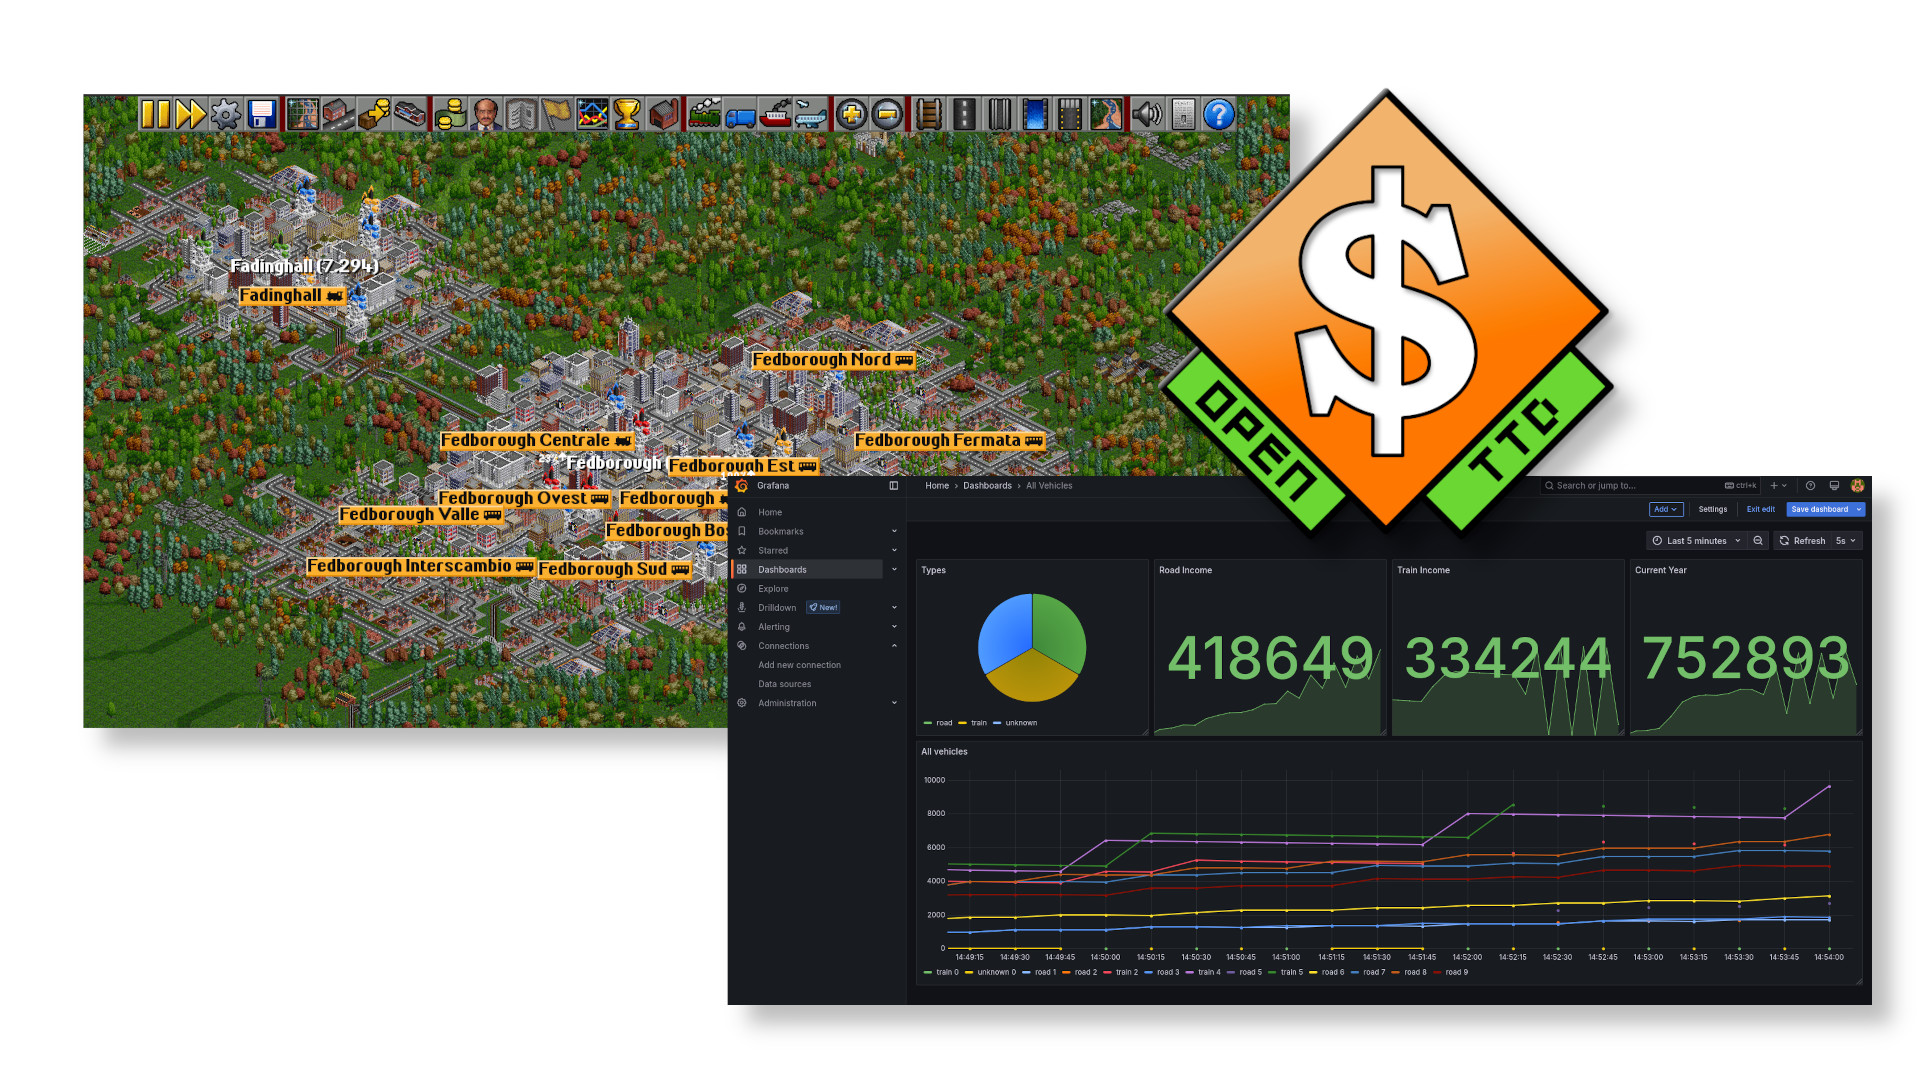 Fadinghall (7,294)
Fadinghall
Fedborough Nord
Fedborough Centrale
Fedborough Fermata
Fedborough
Fedborough Est
Fedborough Ovest
Fedborough
Fedborough Valle
Fedborough Bos
Fedborough Interscambio
Fedborough Sud
OPEN
TTD
Grafana
Home › Dashboards › All Vehicles
Search or jump to...
ctrl+k
Add
Settings
Exit edit
Save dashboard
Home
Bookmarks
Starred
Dashboards
Explore
Drilldown
New!
Alerting
Connections
Add new connection
Data sources
Administration
Last 5 minutes
Refresh
5s
Types
road train unknown
Road Income
418649
Train Income
334244
Current Year
752893
All vehicles
10000
8000
6000
4000
2000
0
14:49:15 14:49:30 14:49:45 14:50:00 14:50:15 14:50:30 14:50:45 14:51:00 14:51:15 14:51:30 14:51:45 14:52:00 14:52:15 14:52:30 14:52:45 14:53:00 14:53:15 14:53:30 14:53:45 14:54:00
train 0 unknown 0 road 1 road 2 train 2 road 3 train 4 road 5 train 5 road 6 road 7 road 8 road 9